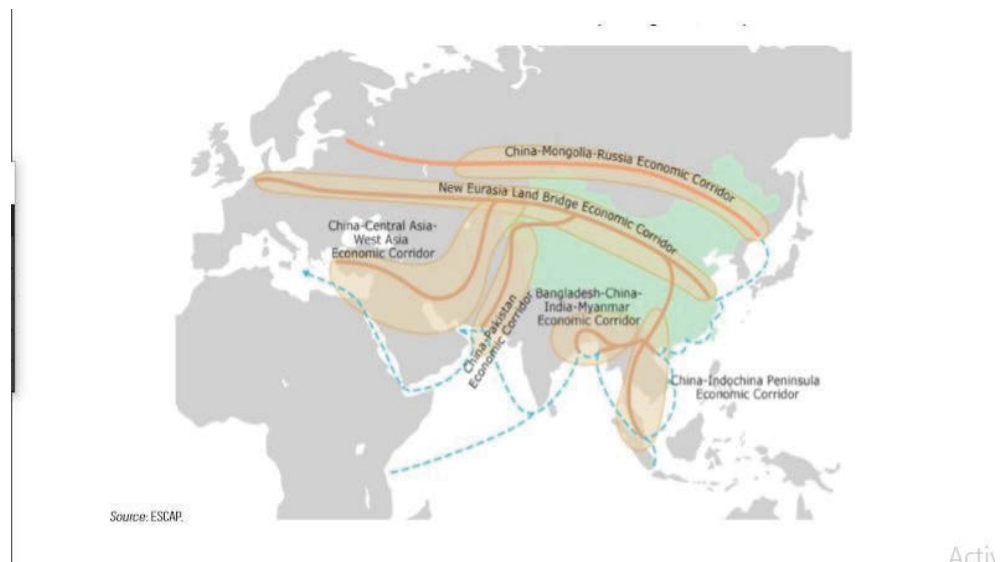 China-Mongolia-Russia Economic Corridor
New Eurasia Land Bridge Economic Corridor
China-Central Asia-
West Asia
Economic Corridor
Bangladesh-China-
India-Myanmar
Economic Corridor
China-Pakistan
Economic Corridor
China-Indochina Peninsula
Economic Corridor
Source: ESCAP.
Activ